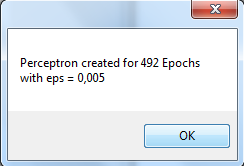 Perceptron created for 492 Epochs
with eps = 0,005
OK